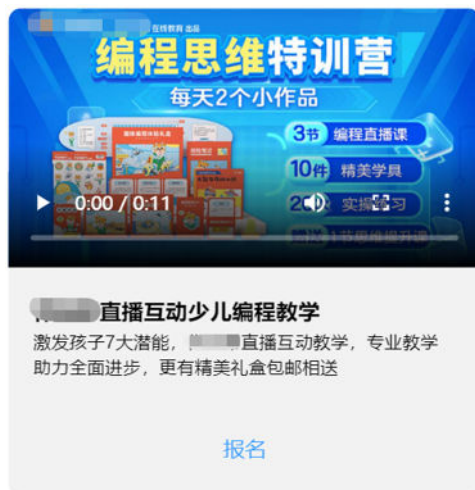 在线教育 出品
编程思维特训营
每天2个小作品
3节 编程直播课
10件 精美学具
0:00 / 0:11
直播互动少儿编程教学
激发孩子7大潜能，直播互动教学，专业教学
助力全面进步，更有精美礼盒包邮相送
报名